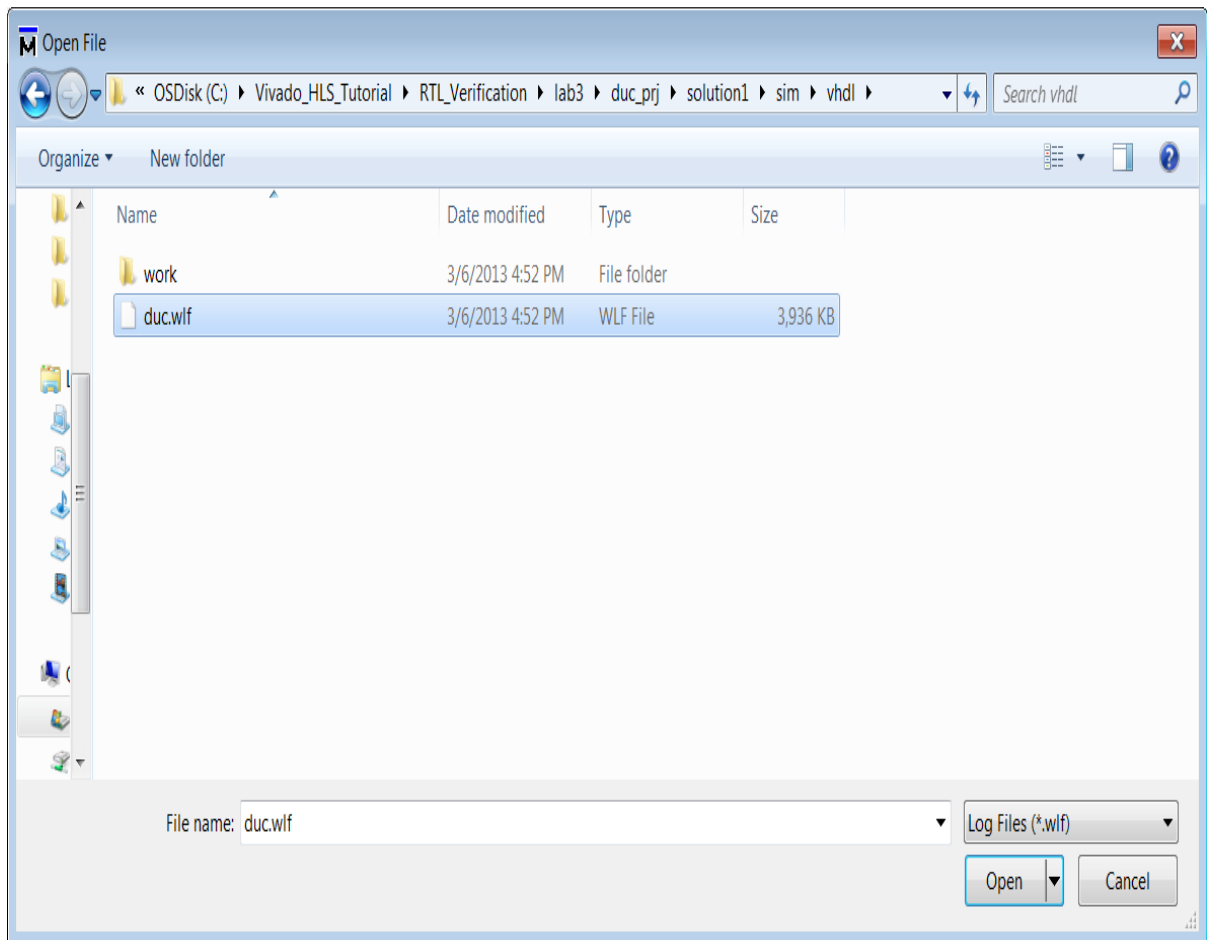 Open File
« OSDisk (C:) Vivado_HLS_Tutorial RTL_Verification lab3 duc_prj solution1 sim vhdl Search vhdl
Organize New folder
Name Date modified Type Size
work 3/6/2013 4:52 PM File folder
duc.wlf 3/6/2013 4:52 PM WLF File 3,936 KB
File name: duc.wlf Log Files (*.wlf)
Open Cancel